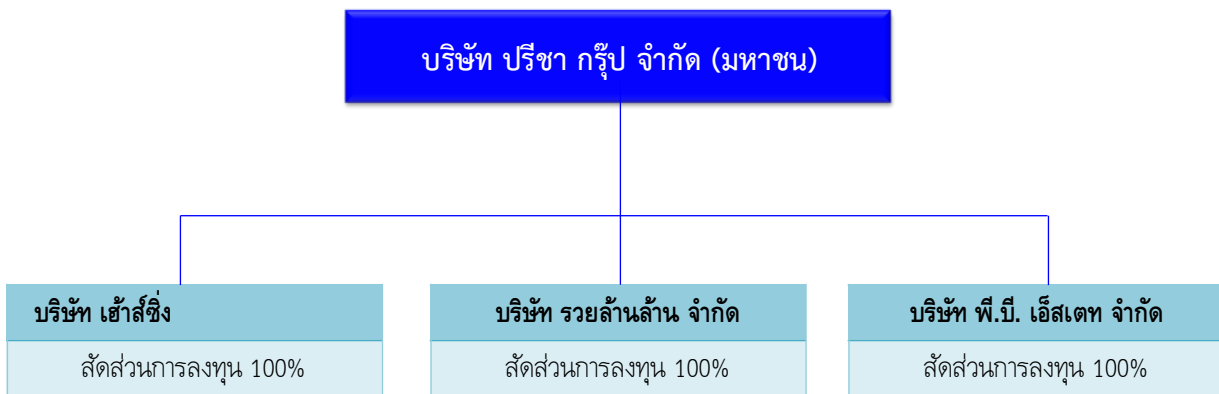 บริษัท ปรีชา กรุ๊ป จำกัด (มหาชน)
บริษัท เฮ้าส์ซิ่ง
สัดส่วนการลงทุน 100%
บริษัท รวยล้านล้าน จำกัด
สัดส่วนการลงทุน 100%
บริษัท พี.บี. เอ็สเตท จำกัด
สัดส่วนการลงทุน 100%